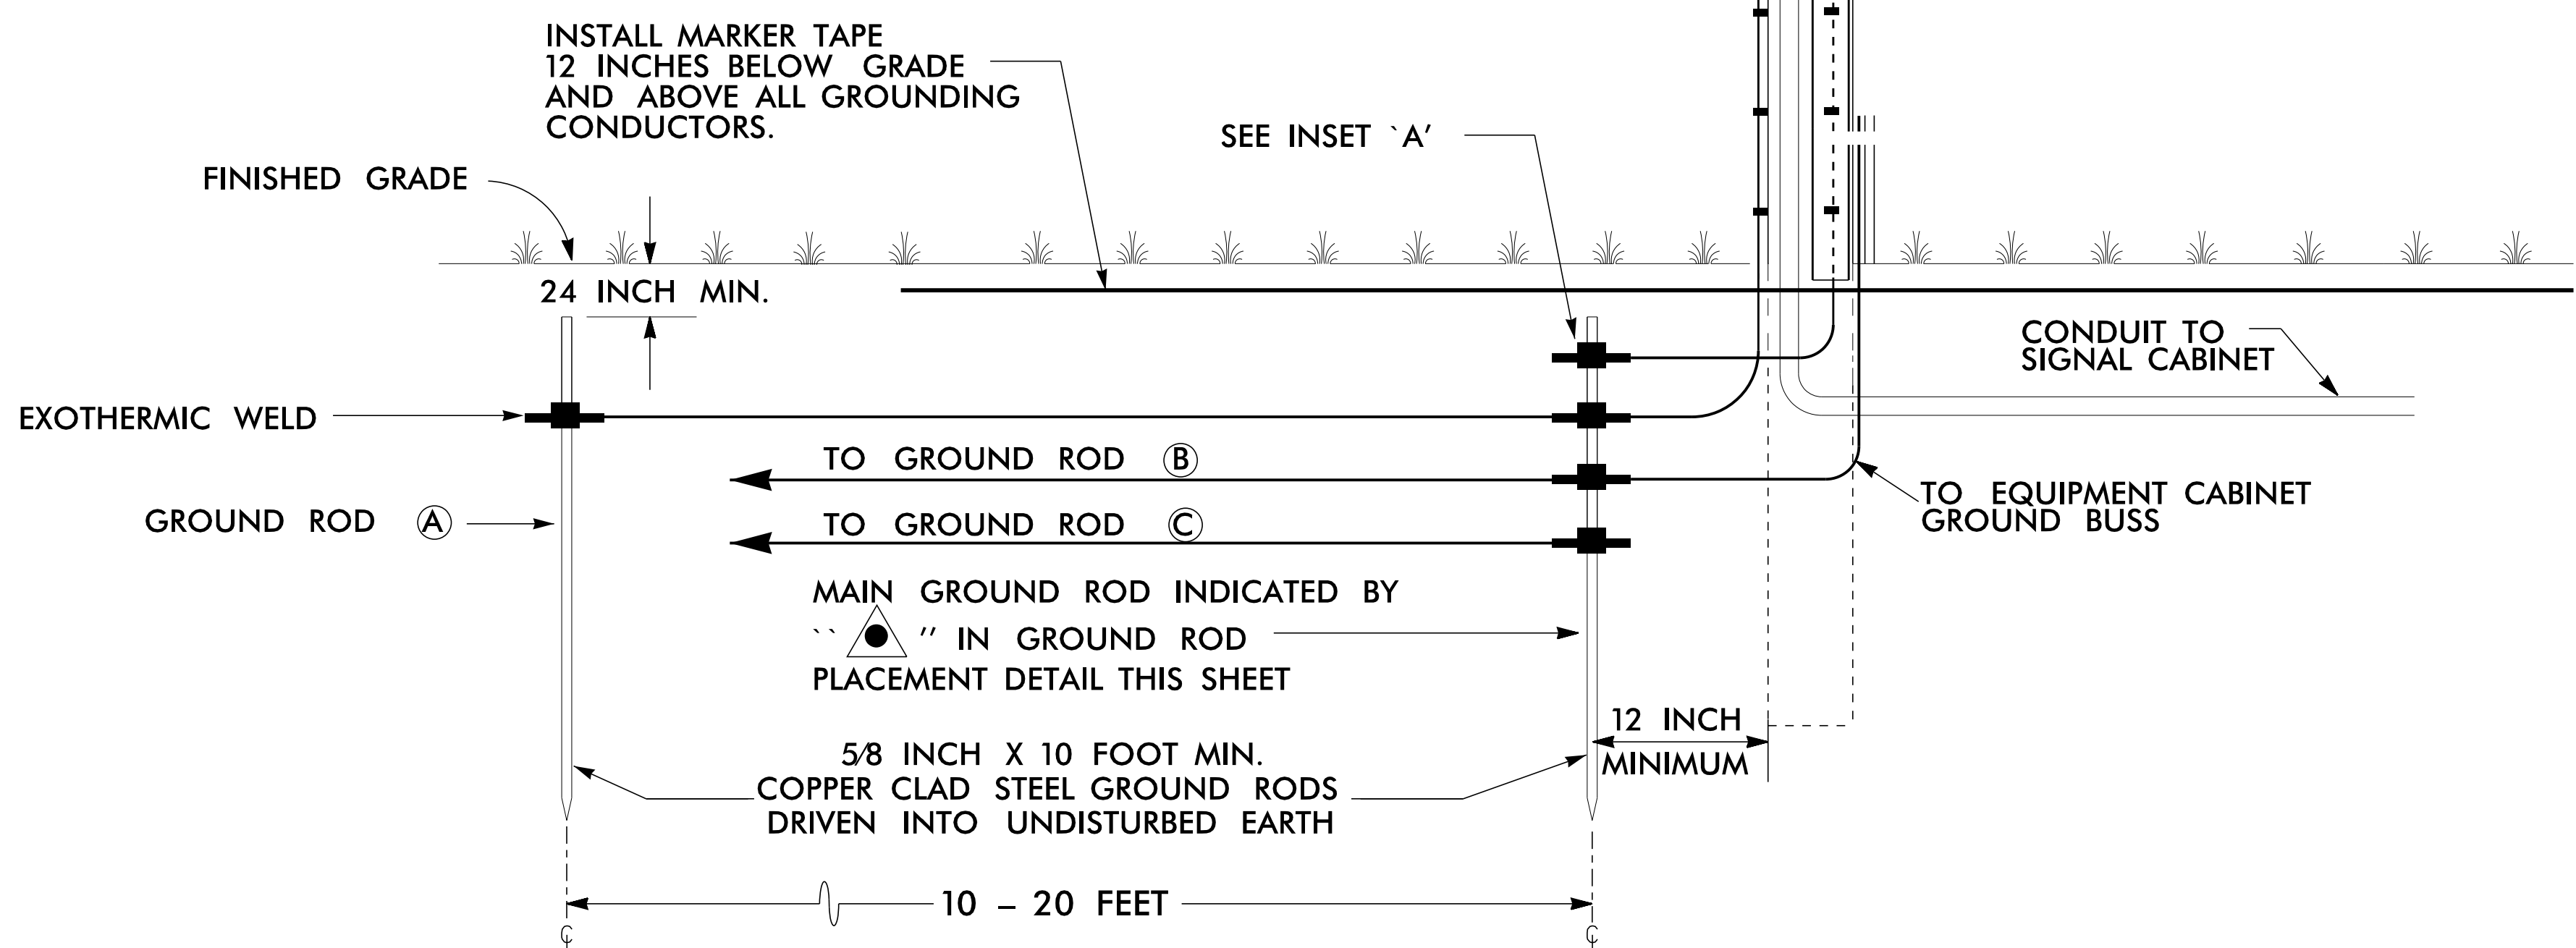 INSTALL MARKER TAPE
12 INCHES BELOW GRADE
AND ABOVE ALL GROUNDING
CONDUCTORS.
SEE INSET `A'
FINISHED GRADE
24 INCH MIN.
CONDUIT TO
SIGNAL CABINET
EXOTHERMIC WELD
TO GROUND ROD B
TO EQUIPMENT CABINET
GROUND BUSS
GROUND ROD A
TO GROUND ROD C
MAIN GROUND ROD INDICATED BY
`` '' IN GROUND ROD
PLACEMENT DETAIL THIS SHEET
12 INCH
MINIMUM
5/8 INCH X 10 FOOT MIN.
COPPER CLAD STEEL GROUND RODS
DRIVEN INTO UNDISTURBED EARTH
10 – 20 FEET
℄ ℄